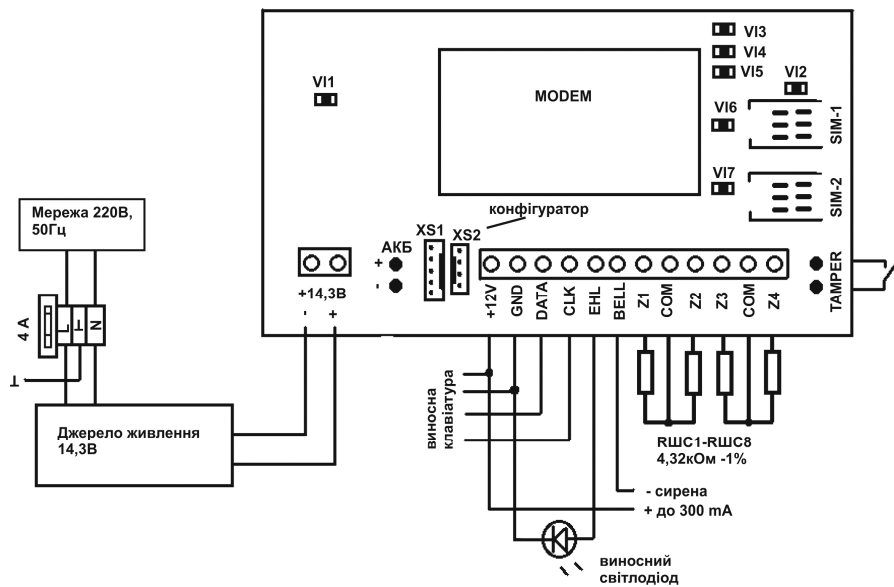 VI3
VI4
VI5
VI2
VI1
MODEM
VI6
SIM-1
VI7
SIM-2
Мережа 220В,
50Гц
конфігуратор
АКБ
XS1
XS2
+
-
+14,3В
- +
+12V
GND
DATA
CLK
EHL
BELL
Z1
COM
Z2
Z3
COM
Z4
TAMPER
4 А
L
N
виносна
клавіатура
Джерело живлення
14,3В
RШС1-RШС8
4,32кОм -1%
- сирена
+ до 300 mA
виносний
світлодіод